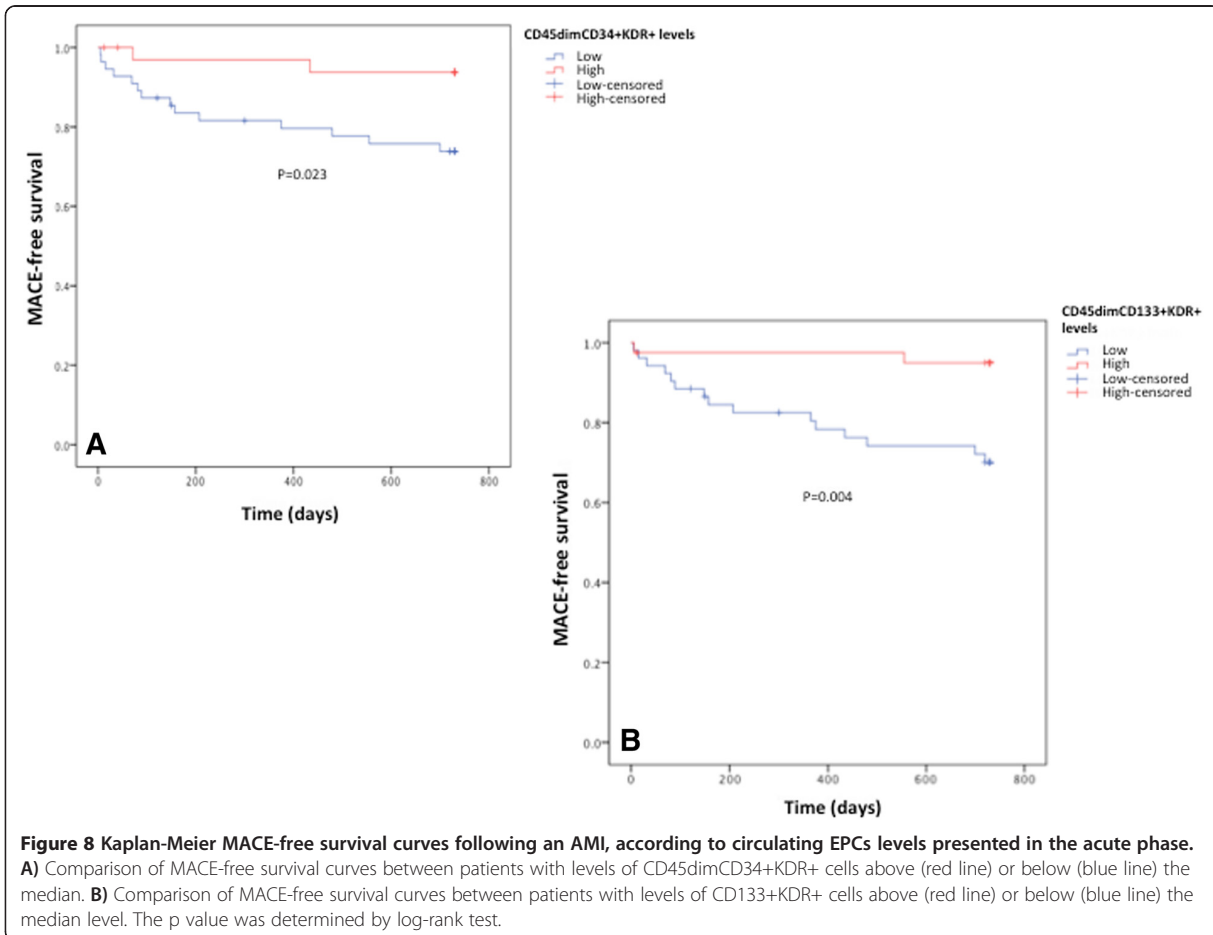 CD45dimCD34+KDR+ levels
Low
High
Low-censored
High-censored
1.0
0.8
0.6
0.4
0.2
0.0
MACE-free survival
P=0.023
A
0 200 400 600 800
Time (days)
CD45dimCD133+KDR+
levels
Low
High
Low-censored
High-censored
1.0
0.8
0.6
0.4
0.2
0.0
MACE-free survival
P=0.004
B
0 200 400 600 800
Time (days)
Figure 8 Kaplan-Meier MACE-free survival curves following an AMI, according to circulating EPCs levels presented in the acute phase.
A) Comparison of MACE-free survival curves between patients with levels of CD45dimCD34+KDR+ cells above (red line) or below (blue line) the
median. B) Comparison of MACE-free survival curves between patients with levels of CD133+KDR+ cells above (red line) or below (blue line) the
median level. The p value was determined by log-rank test.